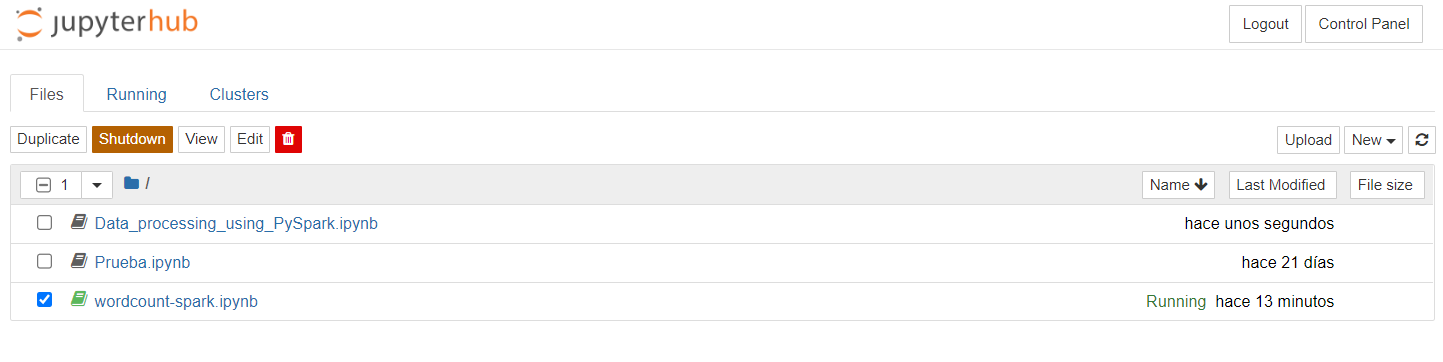 jupyterhub Logout Control Panel
Files Running Clusters
Duplicate Shutdown View Edit Upload New
1 / Name Last Modified File size
Data_processing_using_PySpark.ipynb hace unos segundos
Prueba.ipynb hace 21 días
wordcount-spark.ipynb Running hace 13 minutos